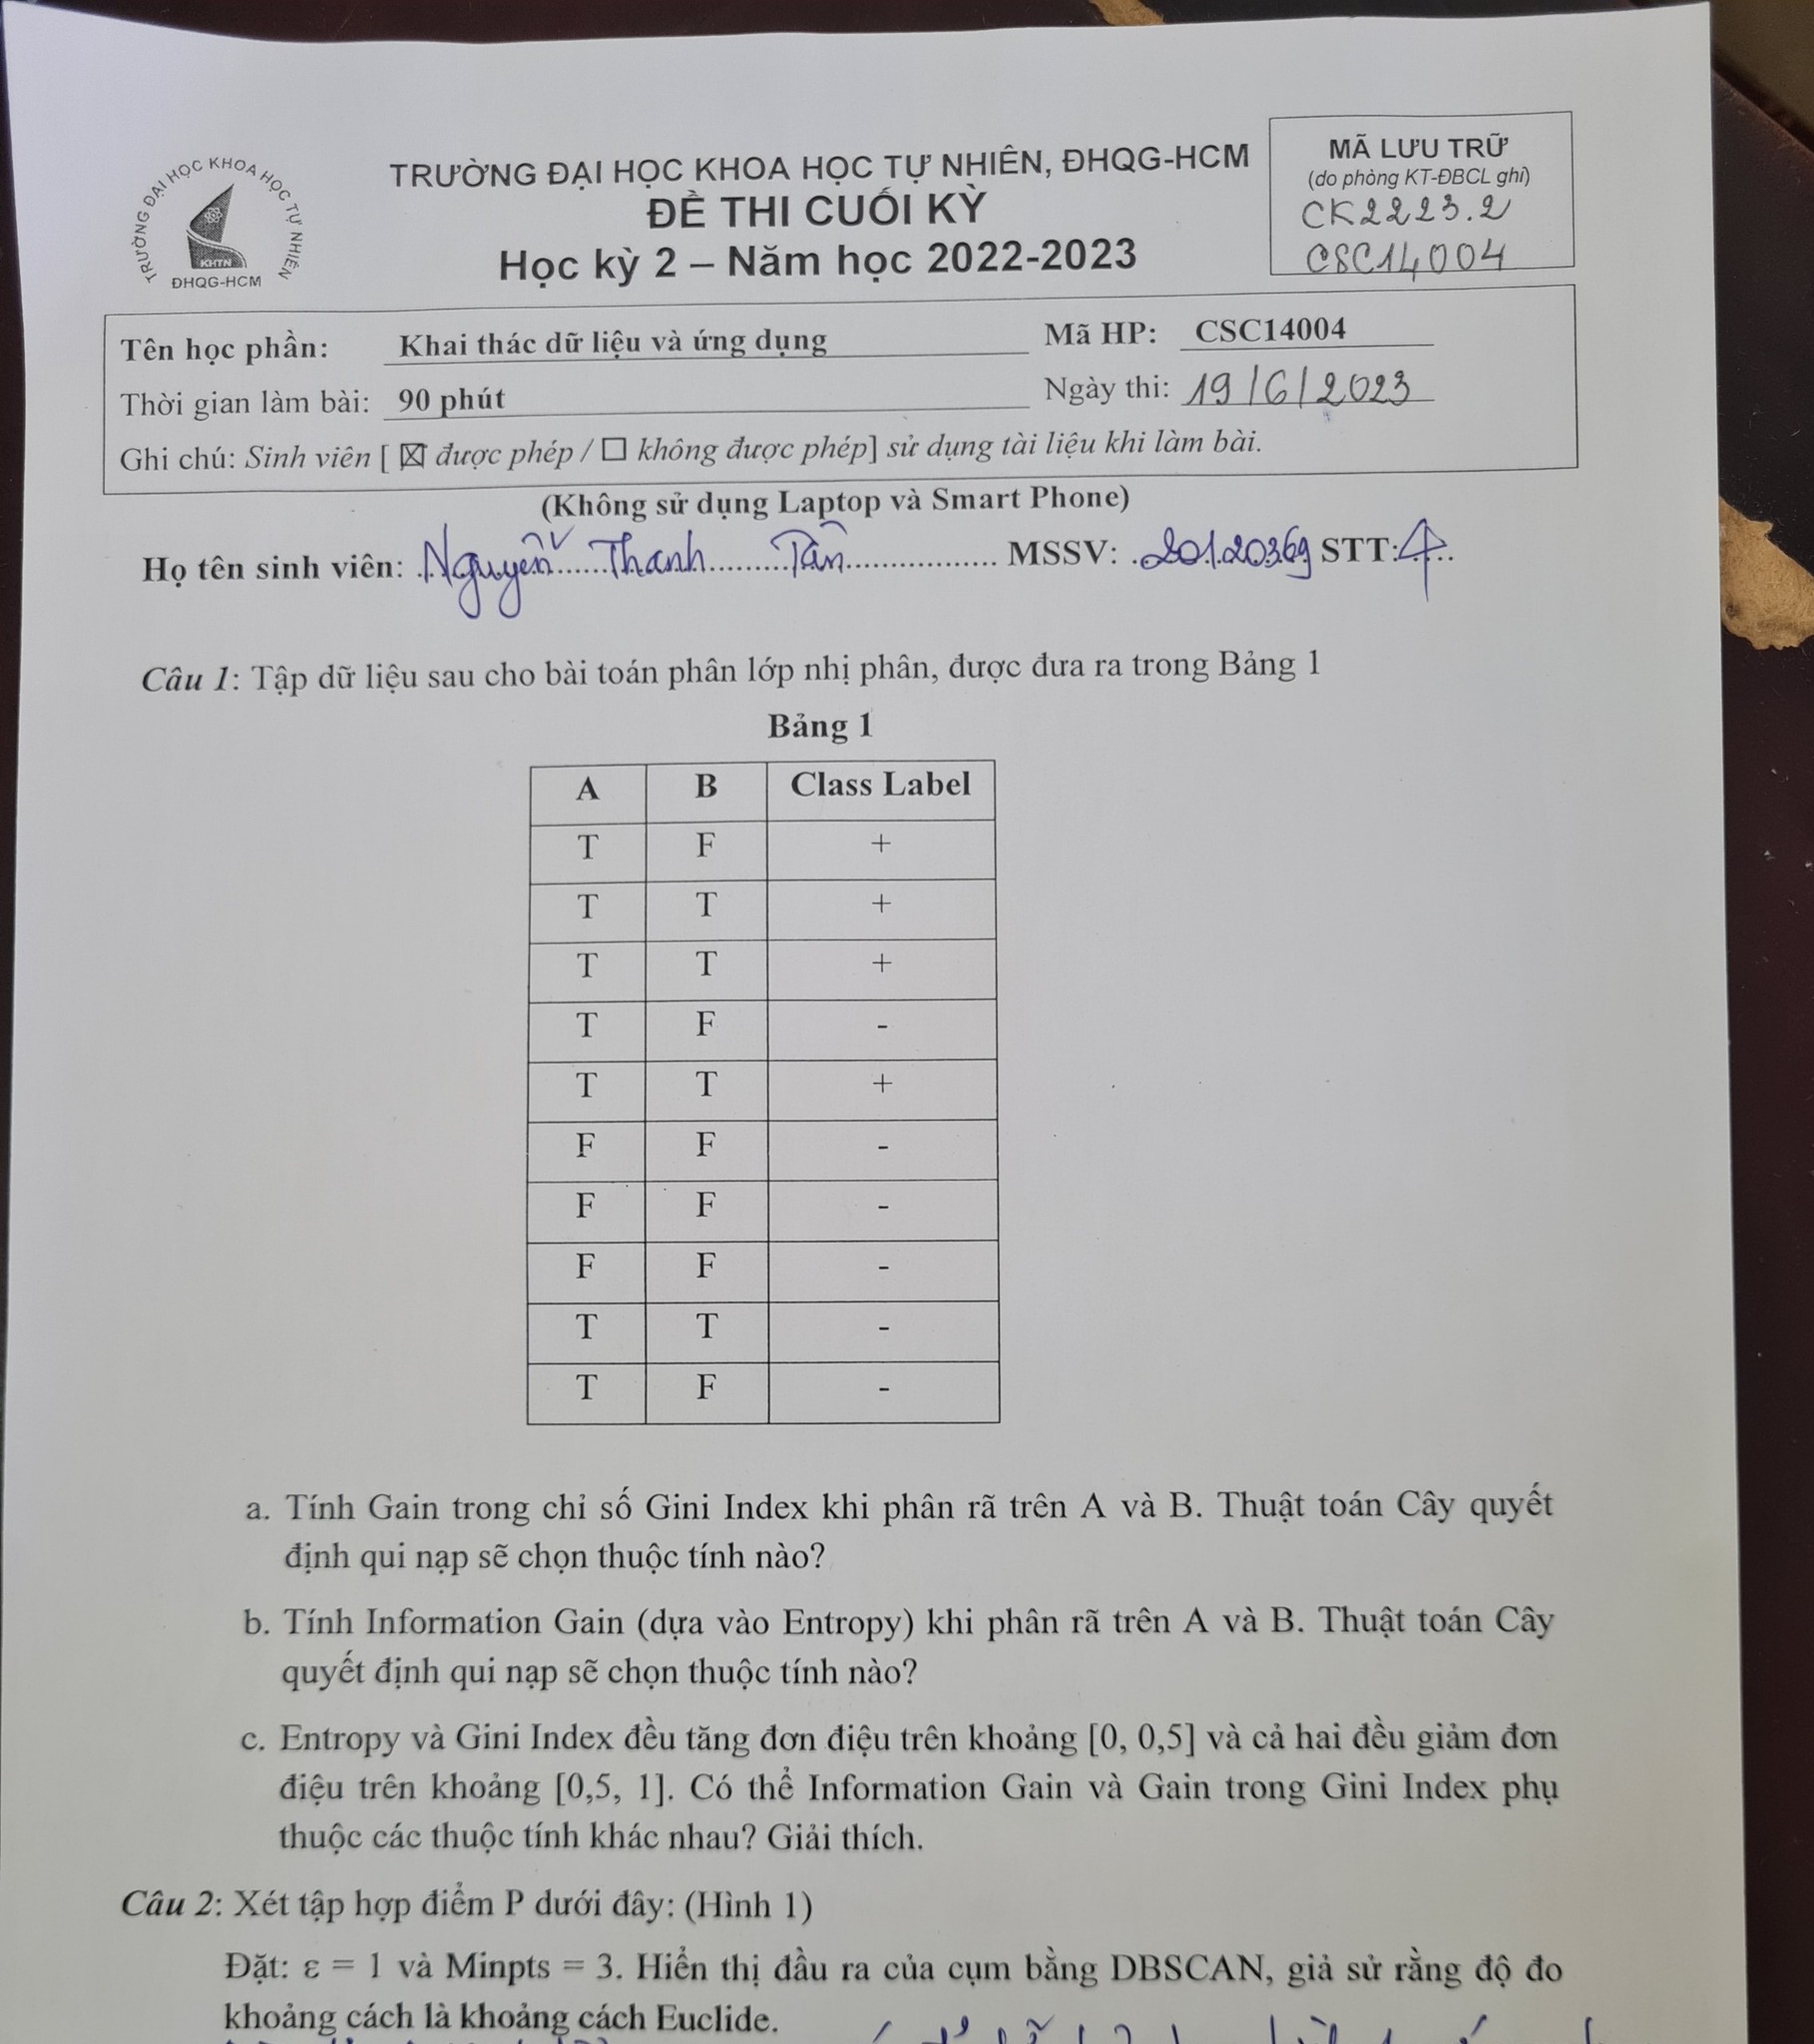 TRƯỜNG ĐẠI HỌC KHOA HỌC TỰ NHIÊN
KHTN
ĐHQG-HCM
TRƯỜNG ĐẠI HỌC KHOA HỌC TỰ NHIÊN, ĐHQG-HCM
ĐỀ THI CUỐI KỲ
Học kỳ 2 – Năm học 2022-2023
MÃ LƯU TRỮ
(do phòng KT-ĐBCL ghi)
CK2223.2
CSC14004
Tên học phần: Khai thác dữ liệu và ứng dụng Mã HP: CSC14004
Thời gian làm bài: 90 phút Ngày thi: 19/6/2023
Ghi chú: Sinh viên [ ☒ được phép / ☐ không được phép] sử dụng tài liệu khi làm bài.
(Không sử dụng Laptop và Smart Phone)
Họ tên sinh viên: Nguyễn Thanh Tân MSSV: 20120369 STT: 4
Câu 1: Tập dữ liệu sau cho bài toán phân lớp nhị phân, được đưa ra trong Bảng 1
Bảng 1
A B Class Label
T F +
T T +
T T +
T F -
T T +
F F -
F F -
F F -
T T -
T F -
a. Tính Gain trong chỉ số Gini Index khi phân rã trên A và B. Thuật toán Cây quyết
định qui nạp sẽ chọn thuộc tính nào?
b. Tính Information Gain (dựa vào Entropy) khi phân rã trên A và B. Thuật toán Cây
quyết định qui nạp sẽ chọn thuộc tính nào?
c. Entropy và Gini Index đều tăng đơn điệu trên khoảng [0, 0,5] và cả hai đều giảm đơn
điệu trên khoảng [0,5, 1]. Có thể Information Gain và Gain trong Gini Index phụ
thuộc các thuộc tính khác nhau? Giải thích.
Câu 2: Xét tập hợp điểm P dưới đây: (Hình 1)
Đặt: ε = 1 và Minpts = 3. Hiển thị đầu ra của cụm bằng DBSCAN, giả sử rằng độ đo
khoảng cách là khoảng cách Euclide.